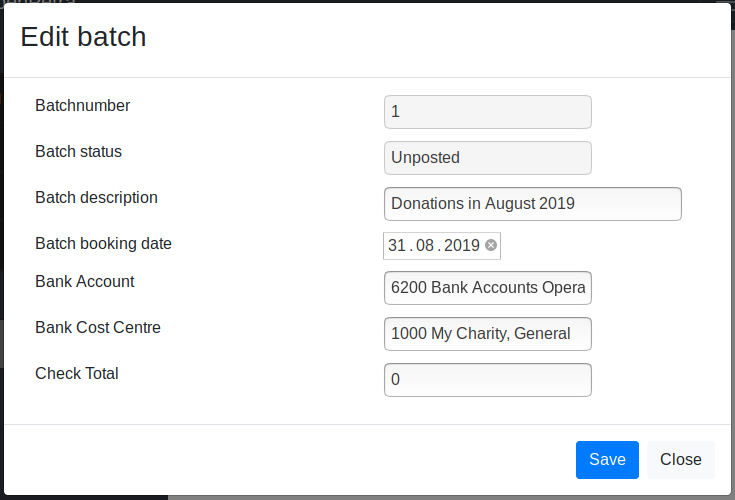 Edit batch
Batchnumber 1
Batch status Unposted
Batch description Donations in August 2019
Batch booking date 31.08.2019
Bank Account 6200 Bank Accounts Opera
Bank Cost Centre 1000 My Charity, General
Check Total 0
Save Close